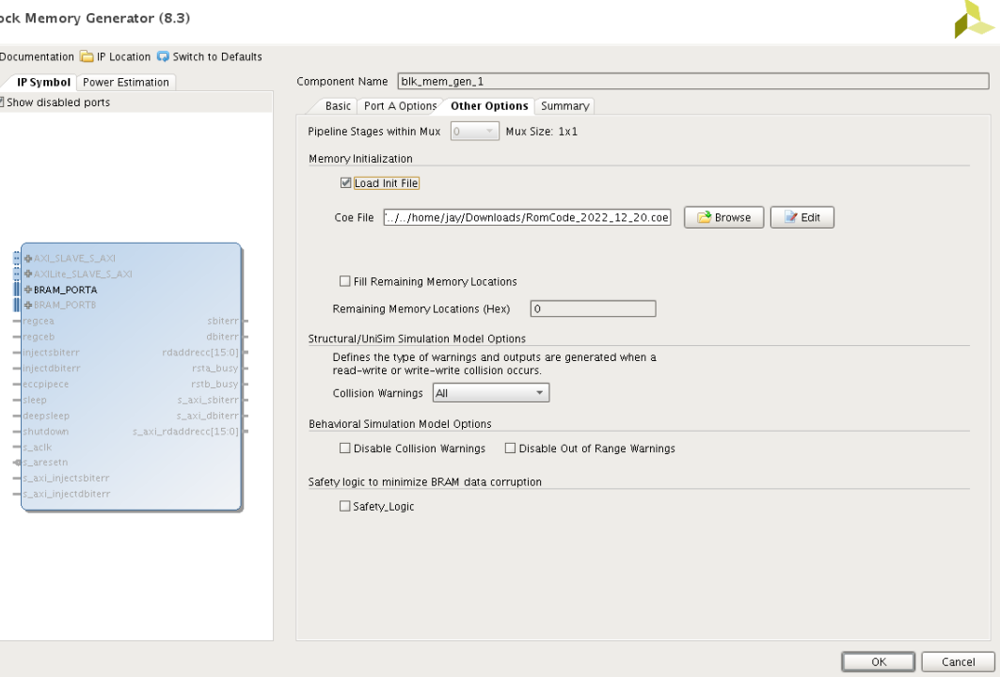 ock Memory Generator (8.3)
Documentation IP Location Switch to Defaults
IP Symbol Power Estimation
Show disabled ports
Component Name blk_mem_gen_1
Basic Port A Options Other Options Summary
Pipeline Stages within Mux 0 Mux Size: 1x1
Memory Initialization
Load Init File
Coe File '../../home/jay/Downloads/RomCode_2022_12_20.coe Browse Edit
Fill Remaining Memory Locations
Remaining Memory Locations (Hex) 0
Structural/UniSim Simulation Model Options
Defines the type of warnings and outputs are generated when a
read-write or write-write collision occurs.
Collision Warnings All
Behavioral Simulation Model Options
Disable Collision Warnings Disable Out of Range Warnings
Safety logic to minimize BRAM data corruption
Safety_Logic
AXI_SLAVE_S_AXI
AXILite_SLAVE_S_AXI
BRAM_PORTA
BRAM_PORTB
regcea sbiterr
regceb dbiterr
injectsbiterr rdaddrecc[15:0]
injectdbiterr rsta_busy
eccpipece rstb_busy
sleep s_axi_sbiterr
deepsleep s_axi_dbiterr
shutdown s_axi_rdaddrecc[15:0]
s_aclk
s_aresetn
s_axi_injectsbiterr
s_axi_injectdbiterr
OK Cancel